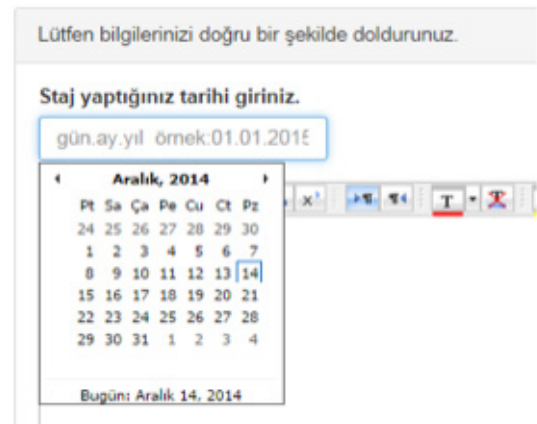 Lütfen bilgilerinizi doğru bir şekilde doldurunuz.
Staj yaptığınız tarihi giriniz.
gün.ay.yıl örnek:01.01.2015
Aralık, 2014
Pt Sa Ça Pe Cu Ct Pz
24 25 26 27 28 29 30
1 2 3 4 5 6 7
8 9 10 11 12 13 14
15 16 17 18 19 20 21
22 23 24 25 26 27 28
29 30 31 1 2 3 4
Bugün: Aralık 14, 2014